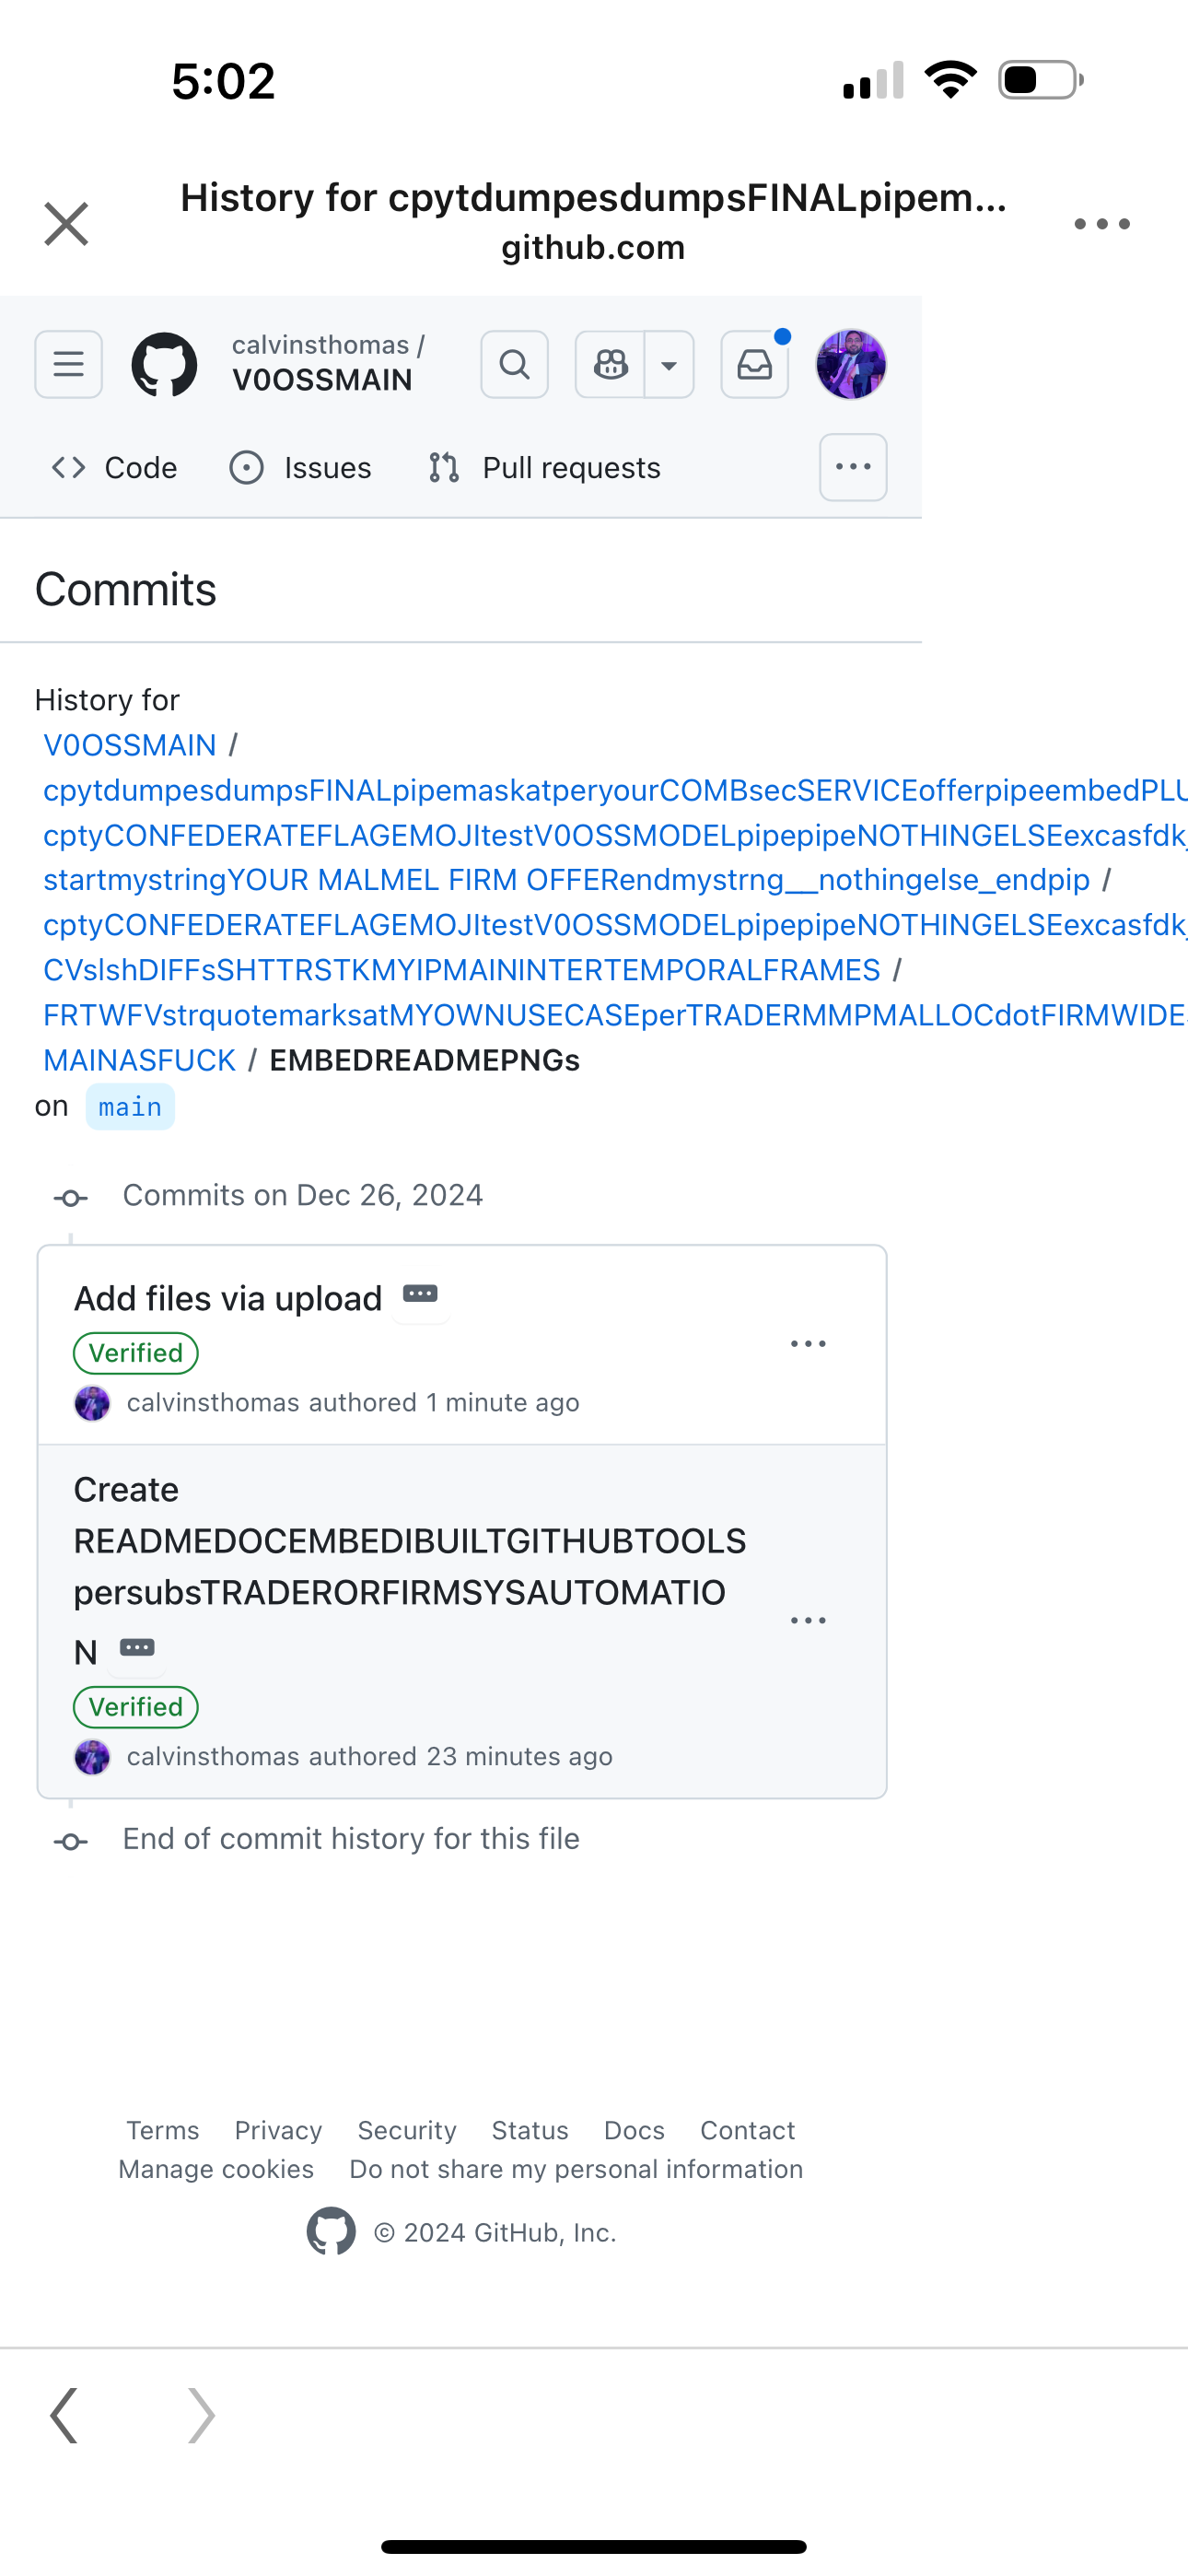 5:02
History for cpytdumpesdumpsFINALpipem...
github.com
calvinsthomas /
V0OSSMAIN
Code Issues Pull requests
Commits
History for
V0OSSMAIN /
cpytdumpesdumpsFINALpipemaskatperyourCOMBsecSERVICEofferpipeembedPLU
cptyCONFEDERATEFLAGEMOJItestV0OSSMODELpipepipeNOTHINGELSEexcasfdk
startmystringYOUR MALMEL FIRM OFFERendmystrng__nothingelse_endpip /
cptyCONFEDERATEFLAGEMOJItestV0OSSMODELpipepipeNOTHINGELSEexcasfdk
CVslshDIFFsSHTTRSTKMYIPMAININTERTEMPORALFRAMES /
FRTWFVstrquotemarksatMYOWNUSECASEperTRADERMMPMALLOCdotFIRMWIDE
MAINASFUCK / EMBEDREADMEPNGs
on main
Commits on Dec 26, 2024
Add files via upload
Verified
calvinsthomas authored 1 minute ago
Create
READMEDOCEMBEDIBUILTGITHUBTOOLS
persubsTRADERORFIRMSYSAUTOMATIO
N
Verified
calvinsthomas authored 23 minutes ago
End of commit history for this file
Terms Privacy Security Status Docs Contact
Manage cookies Do not share my personal information
© 2024 GitHub, Inc.